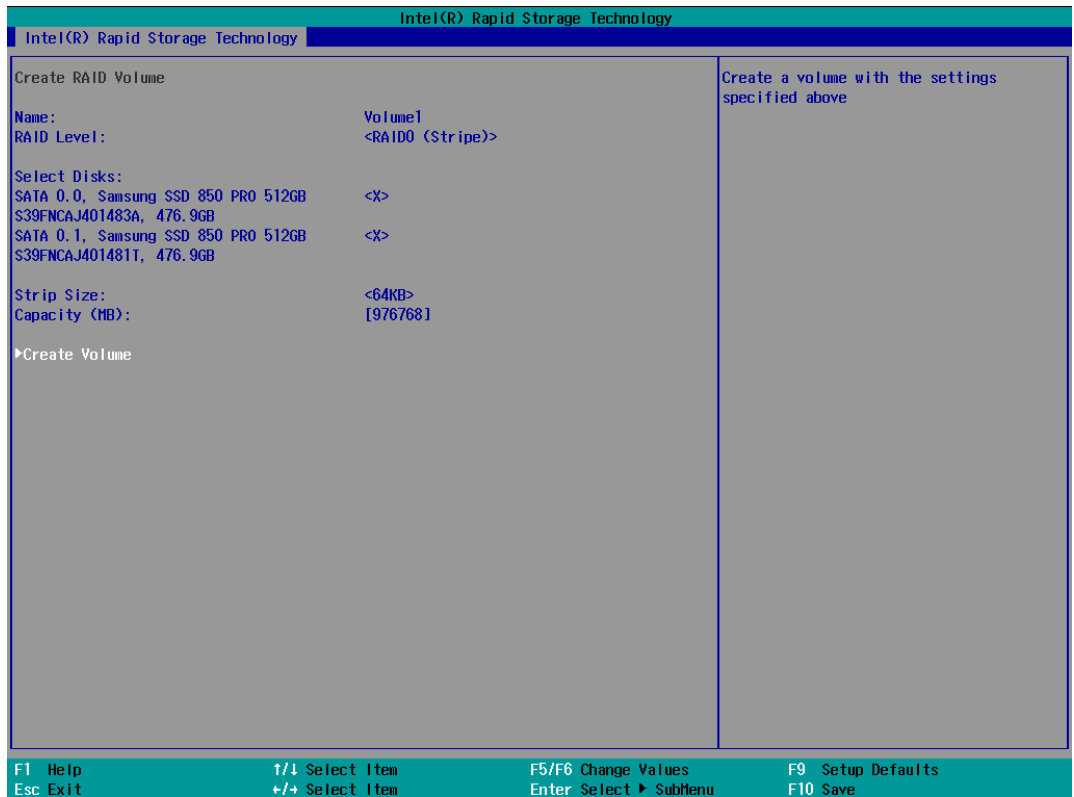 Intel(R) Rapid Storage Technology
Intel(R) Rapid Storage Technology
Create RAID Volume
Create a volume with the settings
specified above
Name: Volume1
RAID Level: <RAID0 (Stripe)>
Select Disks:
SATA 0.0, Samsung SSD 850 PRO 512GB <X>
S39FNCAJ401483A, 476.9GB
SATA 0.1, Samsung SSD 850 PRO 512GB <X>
S39FNCAJ401481T, 476.9GB
Strip Size: <64KB>
Capacity (MB): [976768]
▶Create Volume
F1 Help ↑/↓ Select Item F5/F6 Change Values F9 Setup Defaults
Esc Exit ←/→ Select Item Enter Select ▶ SubMenu F10 Save